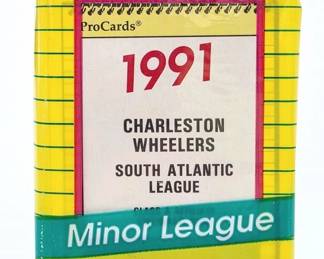 ProCards®
1991
CHARLESTON
WHEELERS
SOUTH ATLANTIC
LEAGUE
Minor League